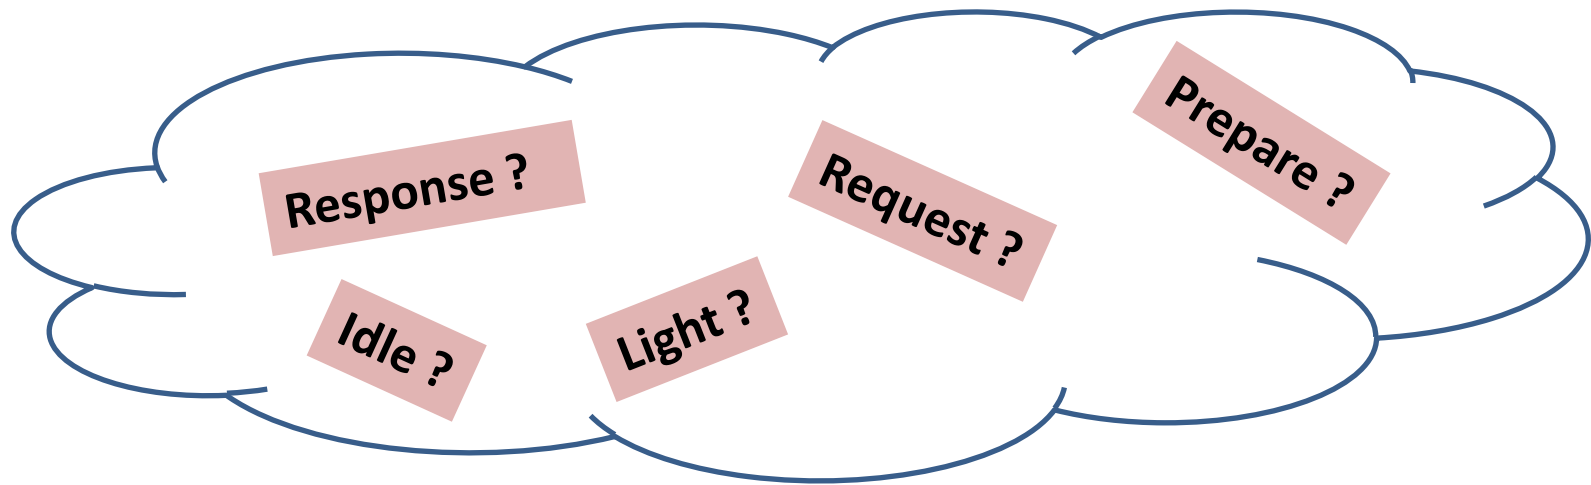 Response ?
Request ?
Prepare ?
Idle ?
Light ?